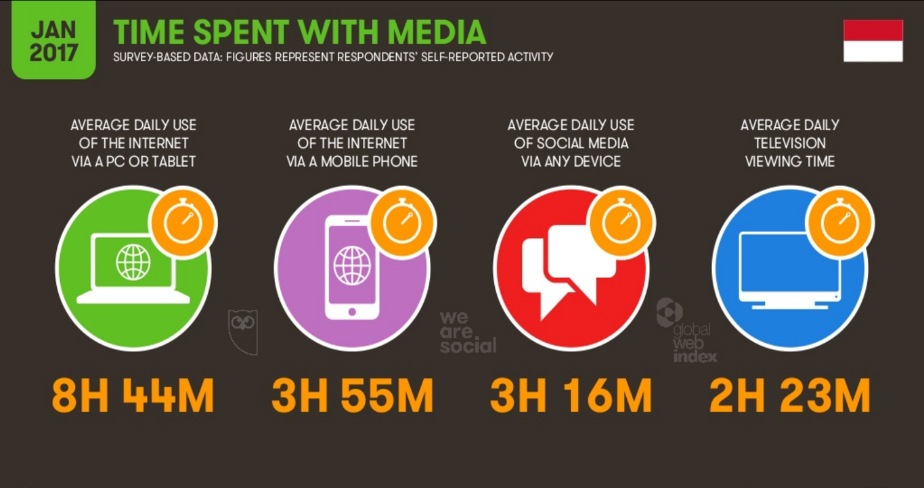 JAN
2017
TIME SPENT WITH MEDIA
SURVEY-BASED DATA: FIGURES REPRESENT RESPONDENTS' SELF-REPORTED ACTIVITY
AVERAGE DAILY USE
OF THE INTERNET
VIA A PC OR TABLET
AVERAGE DAILY USE
OF THE INTERNET
VIA A MOBILE PHONE
AVERAGE DAILY USE
OF SOCIAL MEDIA
VIA ANY DEVICE
AVERAGE DAILY
TELEVISION
VIEWING TIME
we
are
social
global
web
index
8H 44M
3H 55M
3H 16M
2H 23M